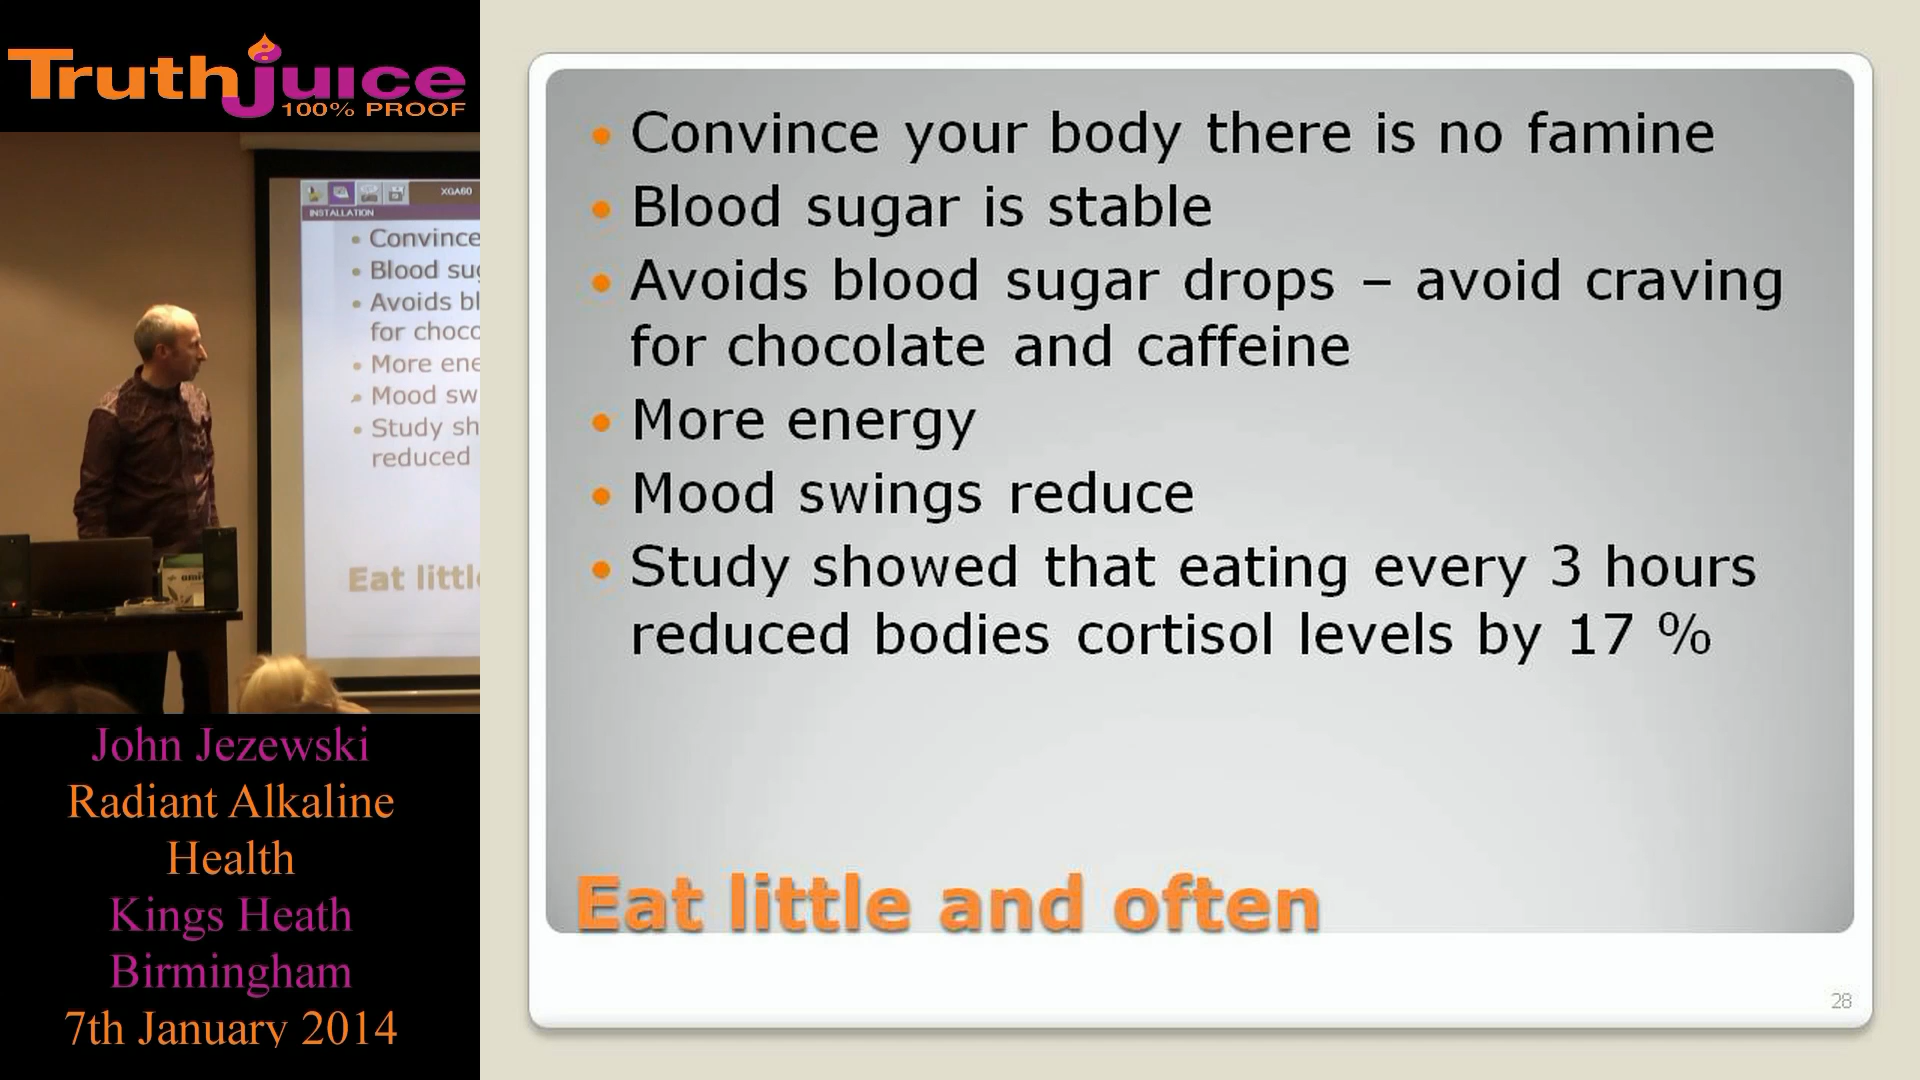 Truthjuice
100% PROOF
XGA60
INSTALLATION
• Convince
• Blood sug
• Avoids bl
for choco
• More ene
• Mood sw
• Study sh
reduced
Eat little
John Jezewski
Radiant Alkaline
Health
Kings Heath
Birmingham
7th January 2014
• Convince your body there is no famine
• Blood sugar is stable
• Avoids blood sugar drops – avoid craving
for chocolate and caffeine
• More energy
• Mood swings reduce
• Study showed that eating every 3 hours
reduced bodies cortisol levels by 17 %
Eat little and often
28